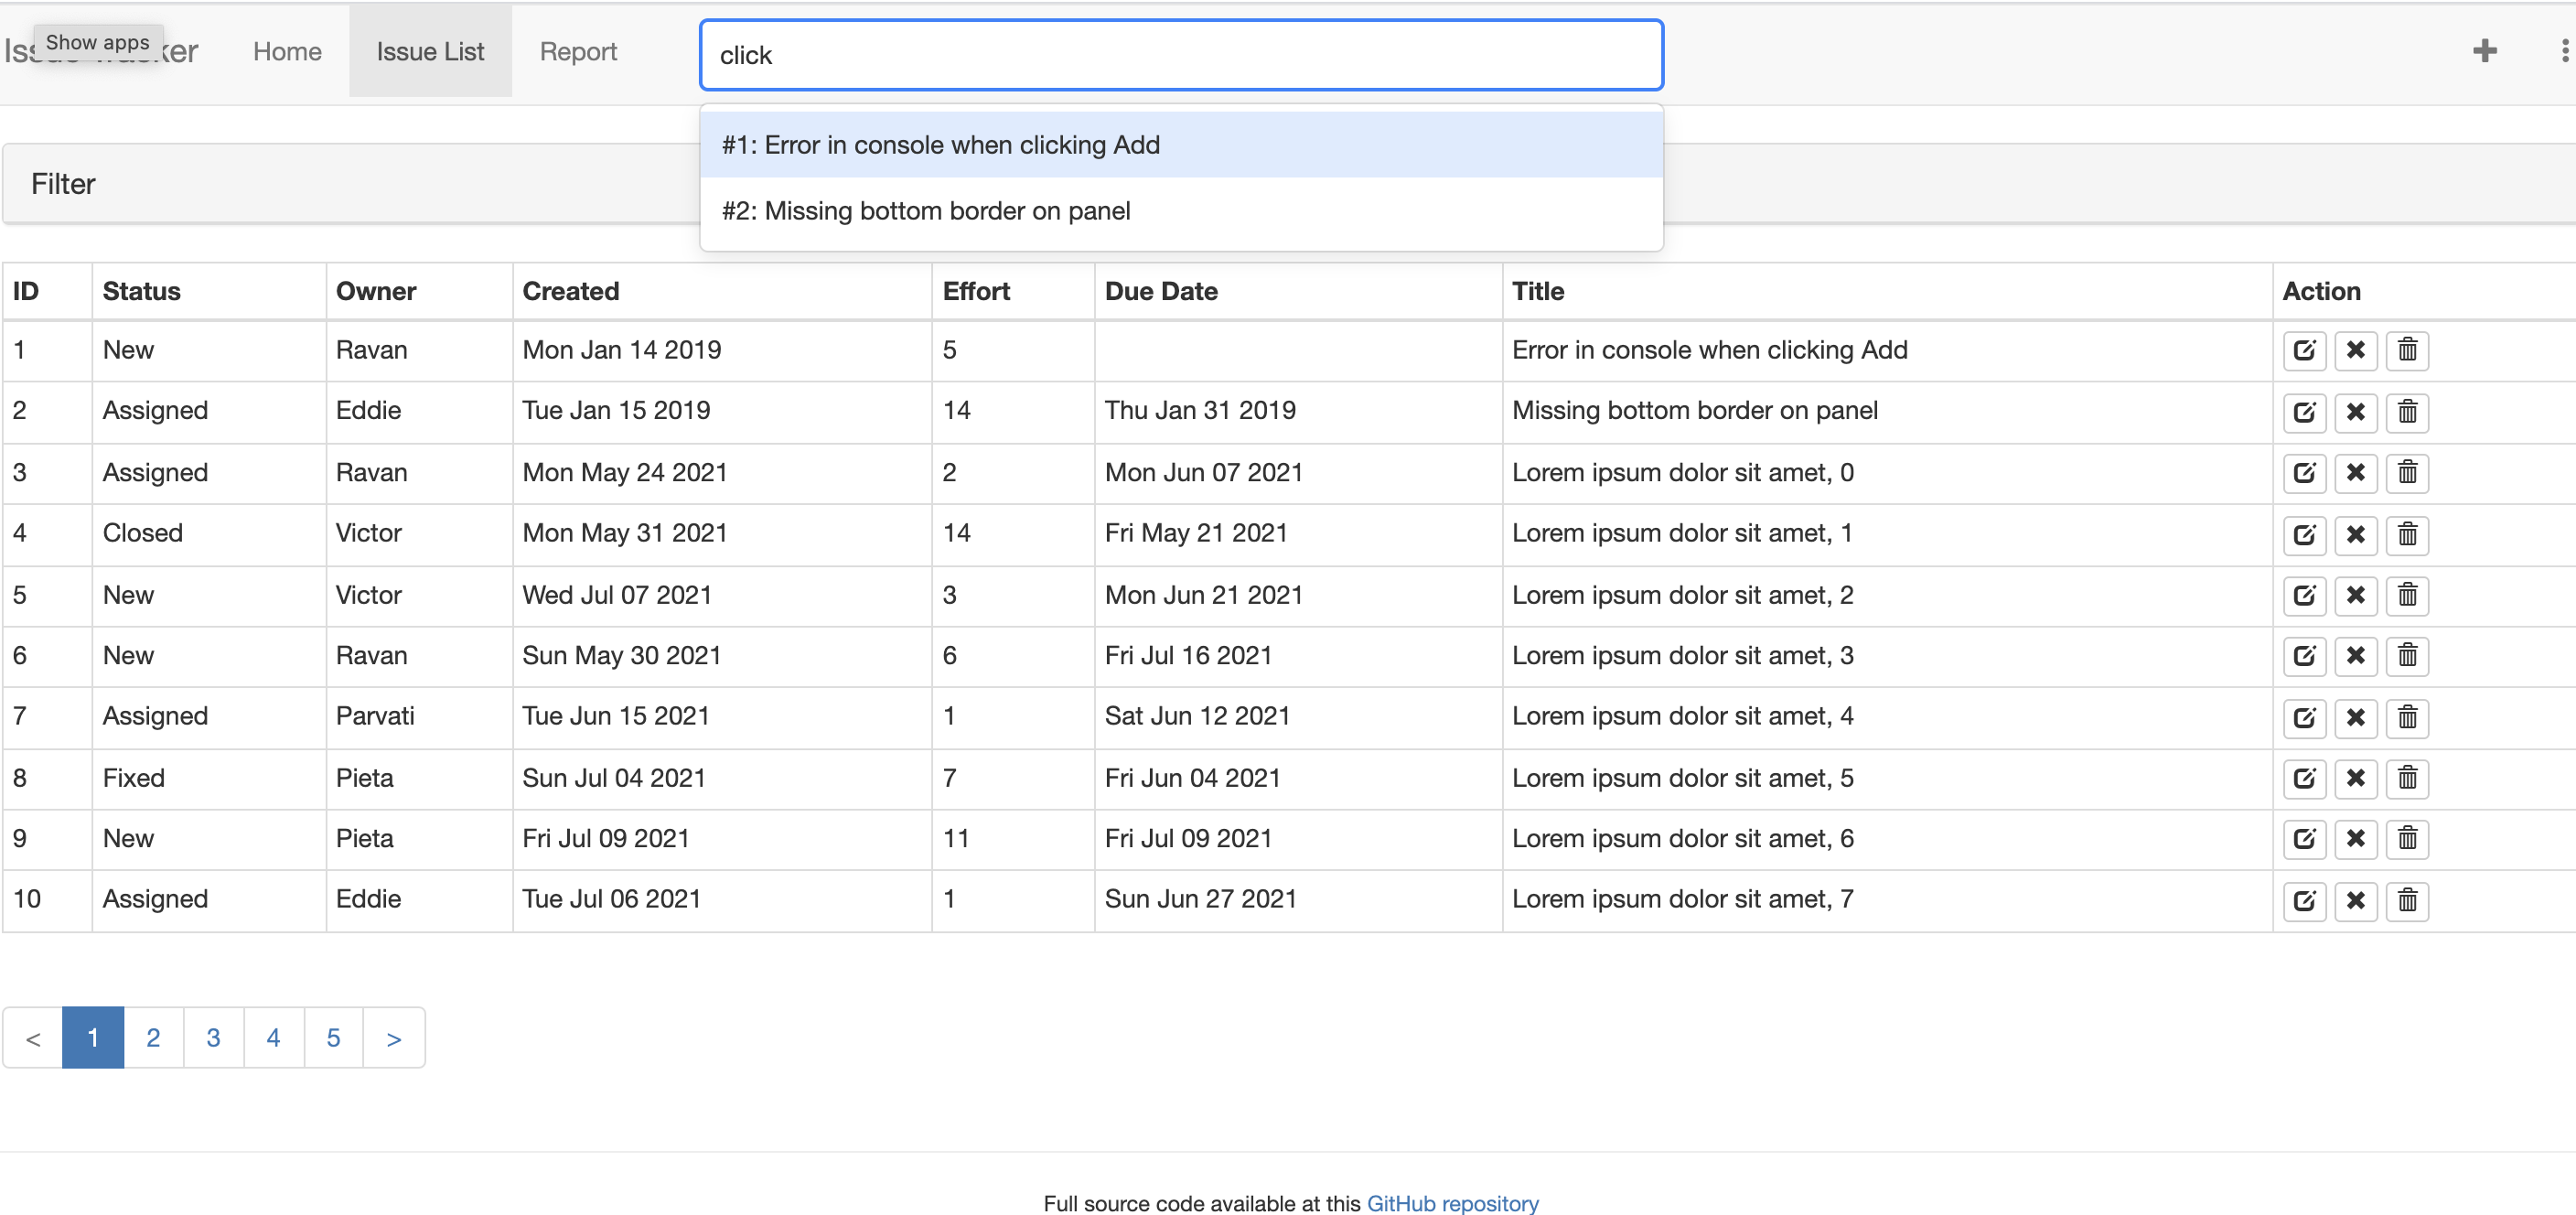 Show apps
Home Issue List Report click
#1: Error in console when clicking Add
Filter
#2: Missing bottom border on panel
ID Status Owner Created Effort Due Date Title Action
1 New Ravan Mon Jan 14 2019 5 Error in console when clicking Add
2 Assigned Eddie Tue Jan 15 2019 14 Thu Jan 31 2019 Missing bottom border on panel
3 Assigned Ravan Mon May 24 2021 2 Mon Jun 07 2021 Lorem ipsum dolor sit amet, 0
4 Closed Victor Mon May 31 2021 14 Fri May 21 2021 Lorem ipsum dolor sit amet, 1
5 New Victor Wed Jul 07 2021 3 Mon Jun 21 2021 Lorem ipsum dolor sit amet, 2
6 New Ravan Sun May 30 2021 6 Fri Jul 16 2021 Lorem ipsum dolor sit amet, 3
7 Assigned Parvati Tue Jun 15 2021 1 Sat Jun 12 2021 Lorem ipsum dolor sit amet, 4
8 Fixed Pieta Sun Jul 04 2021 7 Fri Jun 04 2021 Lorem ipsum dolor sit amet, 5
9 New Pieta Fri Jul 09 2021 11 Fri Jul 09 2021 Lorem ipsum dolor sit amet, 6
10 Assigned Eddie Tue Jul 06 2021 1 Sun Jun 27 2021 Lorem ipsum dolor sit amet, 7
< 1 2 3 4 5 >
Full source code available at this GitHub repository